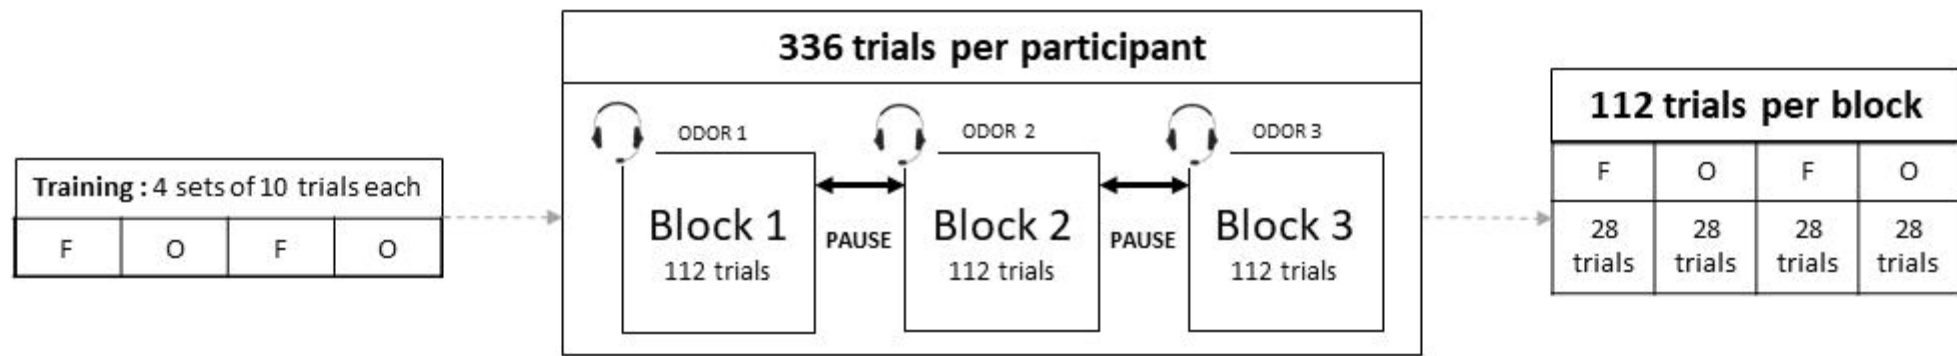 Training : 4 sets of 10 trials each
F O F O
336 trials per participant
ODOR 1
Block 1
112 trials
PAUSE
ODOR 2
Block 2
112 trials
PAUSE
ODOR 3
Block 3
112 trials
112 trials per block
F O F O
28 28 28 28
trials trials trials trials